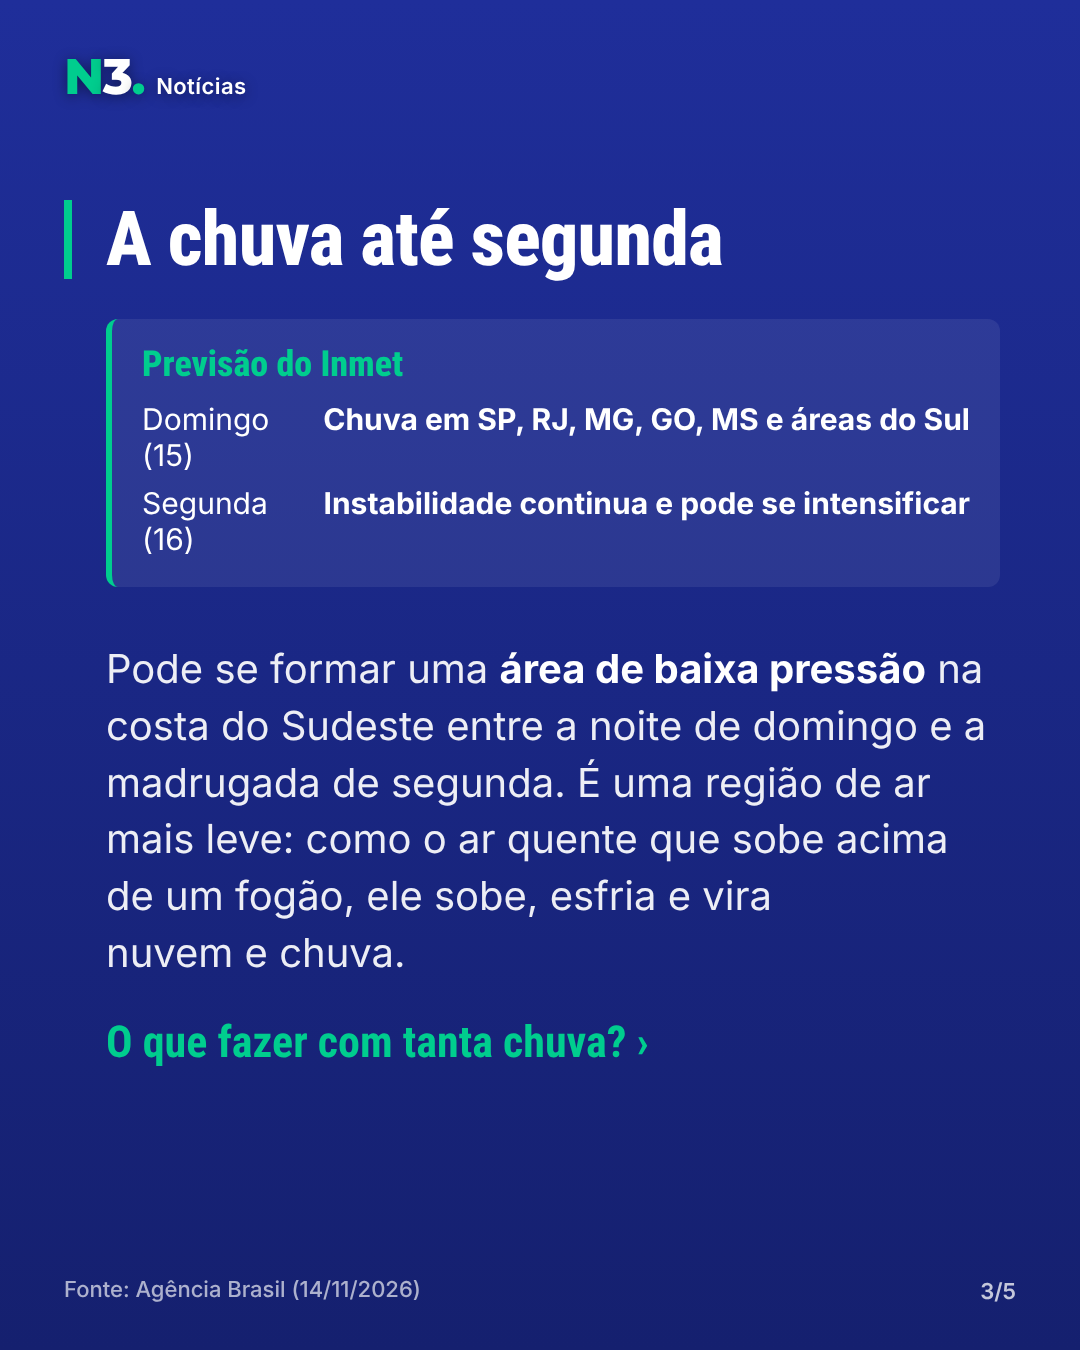 N3. Notícias
A chuva até segunda
Previsão do Inmet
Domingo Chuva em SP, RJ, MG, GO, MS e áreas do Sul
(15)
Segunda Instabilidade continua e pode se intensificar
(16)
Pode se formar uma área de baixa pressão na
costa do Sudeste entre a noite de domingo e a
madrugada de segunda. É uma região de ar
mais leve: como o ar quente que sobe acima
de um fogão, ele sobe, esfria e vira
nuvem e chuva.
O que fazer com tanta chuva? ›
Fonte: Agência Brasil (14/11/2026)
3/5